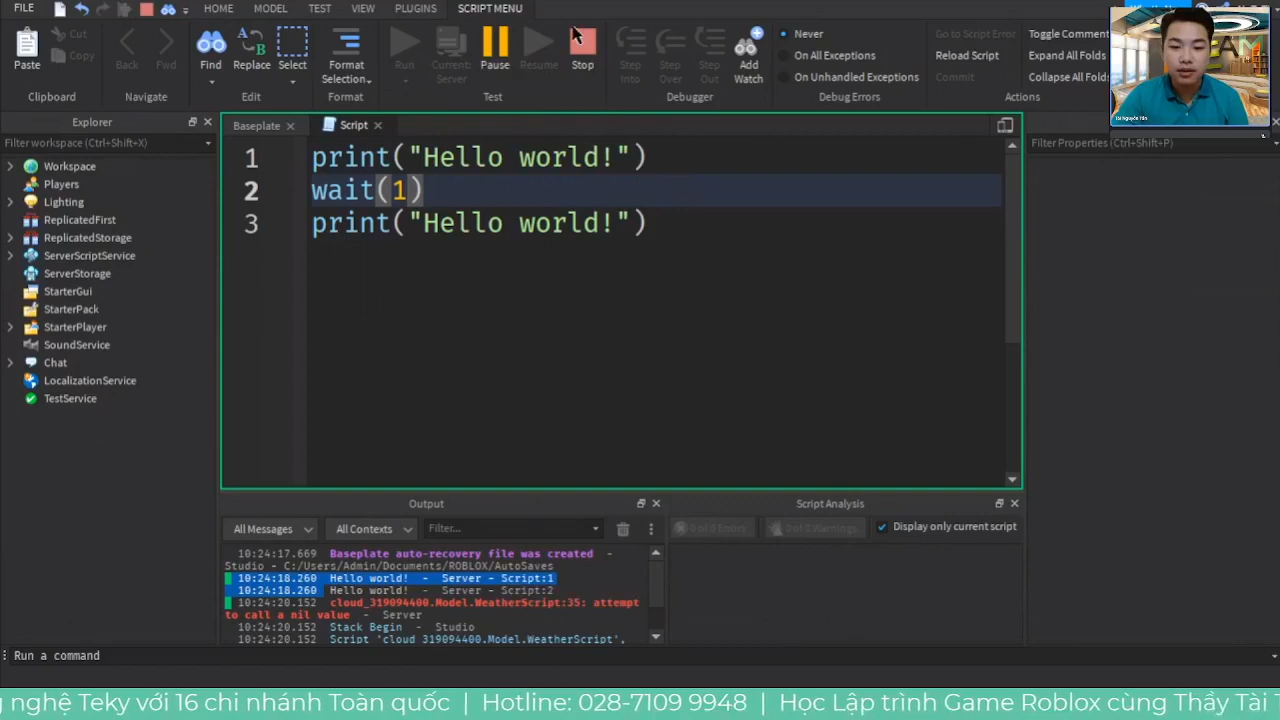 FILE
HOME
MODEL
TEST
VIEW
PLUGINS
SCRIPT MENU
Paste
Cut
Copy
Clipboard
Back
Fwd
Navigate
Find
Replace
Select
Edit
Format
Selection
Format
Run
Current:
Server
Pause
Resume
Stop
Test
Step
Into
Step
Over
Step
Out
Add
Watch
Debugger
Never
On All Exceptions
On Unhandled Exceptions
Debug Errors
Go to Script Error
Reload Script
Commit
Toggle Comment
Expand All Folds
Collapse All Folds
Actions
Explorer
Filter workspace (Ctrl+Shift+X)
Workspace
Players
Lighting
ReplicatedFirst
ReplicatedStorage
ServerScriptService
ServerStorage
StarterGui
StarterPack
StarterPlayer
SoundService
Chat
LocalizationService
TestService
Baseplate
Script
1 print("Hello world!")
2 wait(1)
3 print("Hello world!")
Filter Properties (Ctrl+Shift+P)
Output
All Messages
All Contexts
Filter...
10:24:17.669 Baseplate auto-recovery file was created -
Studio - C:/Users/Admin/Documents/ROBLOX/AutoSaves
10:24:18.260 Hello world! - Server - Script:1
10:24:18.260 Hello world! - Server - Script:2
10:24:20.152 cloud_319094400.Model.WeatherScript:35: attempt
to call a nil value - Server
10:24:20.152 Stack Begin - Studio
10:24:20.152 Script 'cloud_319094400.Model.WeatherScript',
Script Analysis
Display only current script
Run a command
g nghệ Teky với 16 chi nhánh Toàn quốc | Hotline: 028-7109 9948 | Học Lập trình Game Roblox cùng Thầy Tài T